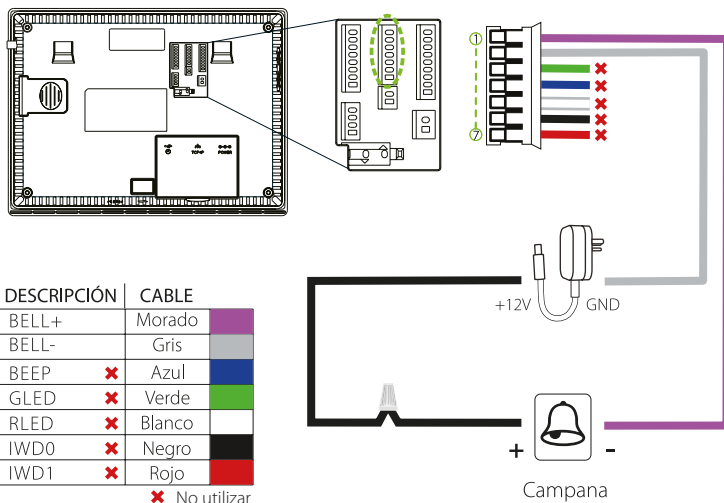 TCP-IP POWER
1
7
+12V GND
DESCRIPCIÓN CABLE
BELL+ Morado
BELL- Gris
BEEP ✖ Azul
GLED ✖ Verde
RLED ✖ Blanco
IWD0 ✖ Negro
IWD1 ✖ Rojo
✖ No utilizar
+ -
Campana